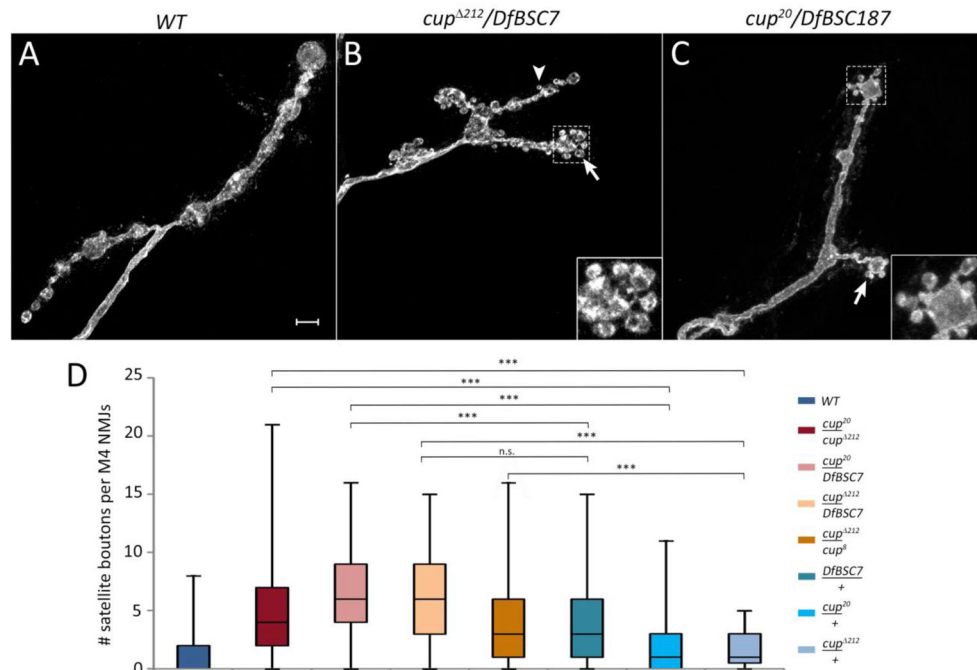 WT
cupΔ212/DfBSC7
cup20/DfBSC187
A
B
C
D
# satellite boutons per M4 NMJs
25
20
15
10
5
0
***
***
***
***
***
n.s.
***
WT
cup20
cupΔ212
cup20
DfBSC7
cupΔ212
DfBSC7
cupΔ212
cup8
DfBSC7
+
cup20
+
cupΔ212
+